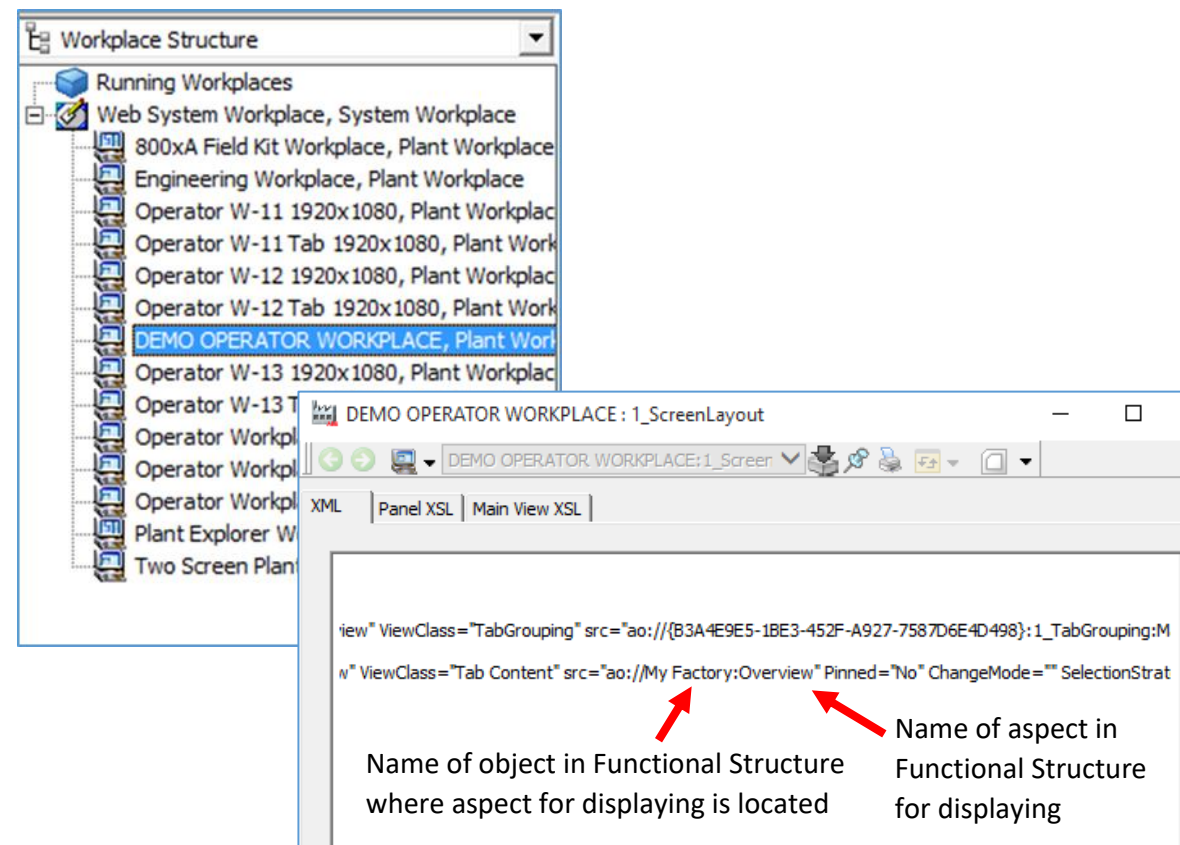 Workplace Structure
Running Workplaces
Web System Workplace, System Workplace
800xA Field Kit Workplace, Plant Workplace
Engineering Workplace, Plant Workplace
Operator W-11 1920x1080, Plant Workplac
Operator W-11 Tab 1920x1080, Plant Work
Operator W-12 1920x1080, Plant Workplac
Operator W-12 Tab 1920x1080, Plant Work
DEMO OPERATOR WORKPLACE, Plant Work
Operator W-13 1920x1080, Plant Workplac
Operator W-13 T
Operator Workpl
Operator Workpl
Operator Workpl
Plant Explorer W
Two Screen Plant
DEMO OPERATOR WORKPLACE : 1_ScreenLayout
DEMO OPERATOR WORKPLACE:1_Screen
XML Panel XSL Main View XSL
view" ViewClass="TabGrouping" src="ao://{B3A4E9E5-1BE3-452F-A927-7587D6E4D498}:1_TabGrouping:M
w" ViewClass="Tab Content" src="ao://My Factory:Overview" Pinned="No" ChangeMode="" SelectionStrat
Name of object in Functional Structure
where aspect for displaying is located
Name of aspect in
Functional Structure
for displaying